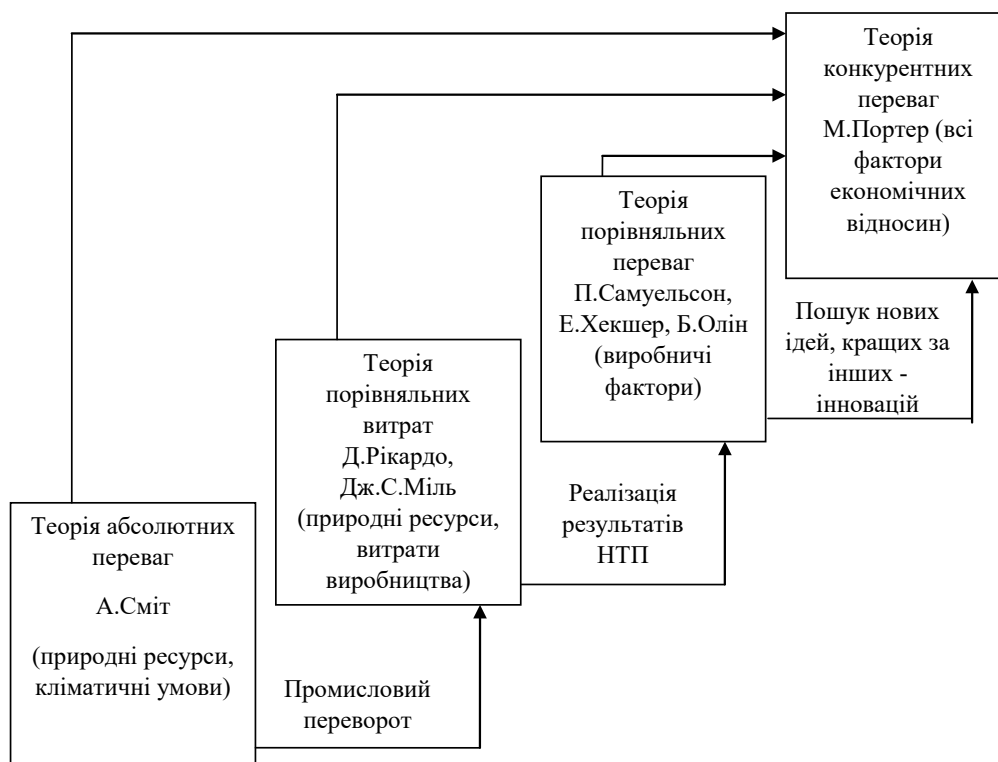 Теорія
конкурентних
переваг
М.Портер (всі
фактори
економічних
відносин)
Теорія
порівняльних
переваг
П.Самуельсон,
Е.Хекшер, Б.Олін
(виробничі
фактори)
Пошук нових
ідей, кращих за
інших -
інновацій
Теорія
порівняльних
витрат
Д.Рікардо,
Дж.С.Міль
(природні ресурси,
витрати
виробництва)
Реалізація
результатів
НТП
Теорія абсолютних
переваг
А.Сміт
(природні ресурси,
кліматичні умови)
Промисловий
переворот